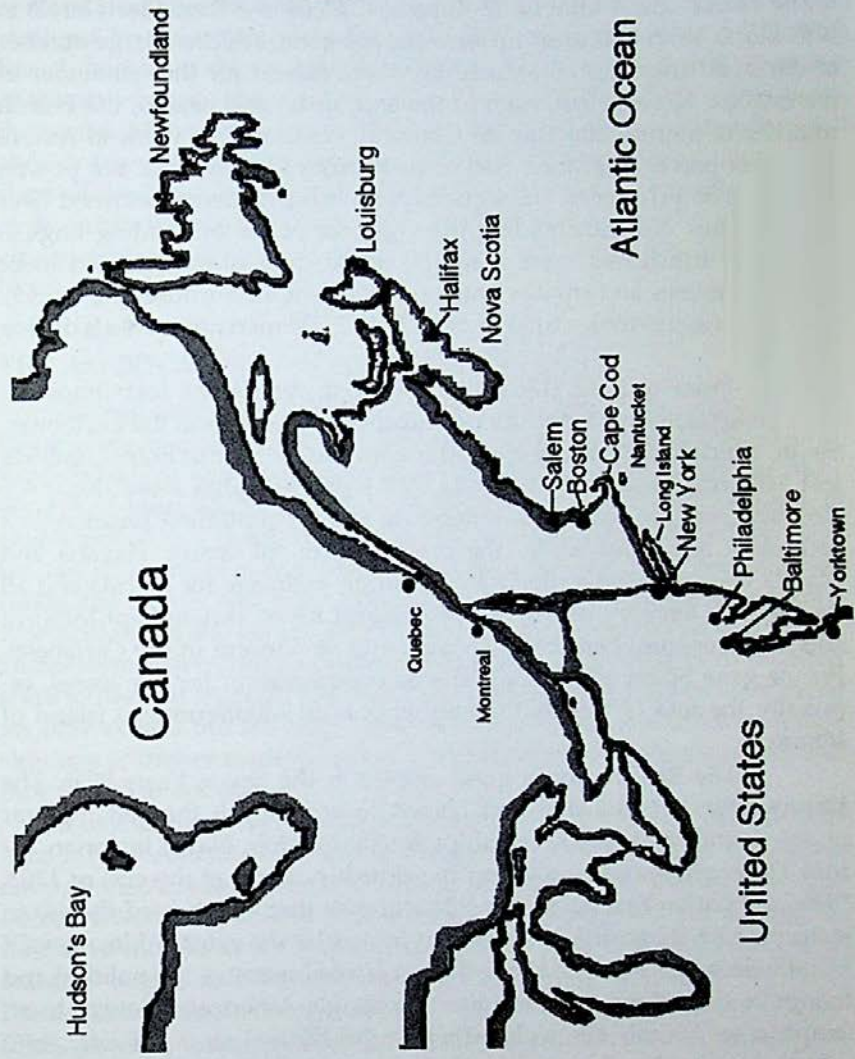 Hudson's Bay
Canada
Newfoundland
Louisburg
Halifax
Nova Scotia
Atlantic Ocean
Quebec
Montreal
Salem
Boston
Cape Cod
Nantucket
Long Island
New York
Philadelphia
Baltimore
Yorktown
United States